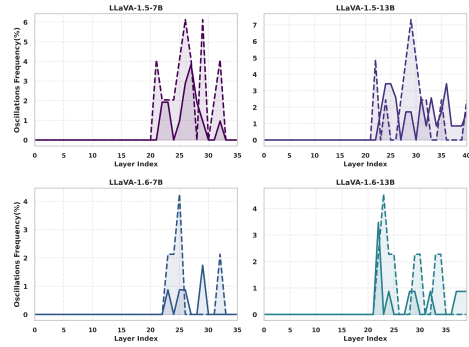 LLaVA-1.5-7B
Oscillations Frequency(%)
6
5
4
3
2
1
0
0 5 10 15 20 25 30 35
Layer Index
LLaVA-1.5-13B
7
6
5
4
3
2
1
0
0 5 10 15 20 25 30 35 40
Layer Index
LLaVA-1.6-7B
Oscillations Frequency(%)
4
3
2
1
0
0 5 10 15 20 25 30 35
Layer Index
LLaVA-1.6-13B
4
3
2
1
0
0 5 10 15 20 25 30 35 40
Layer Index